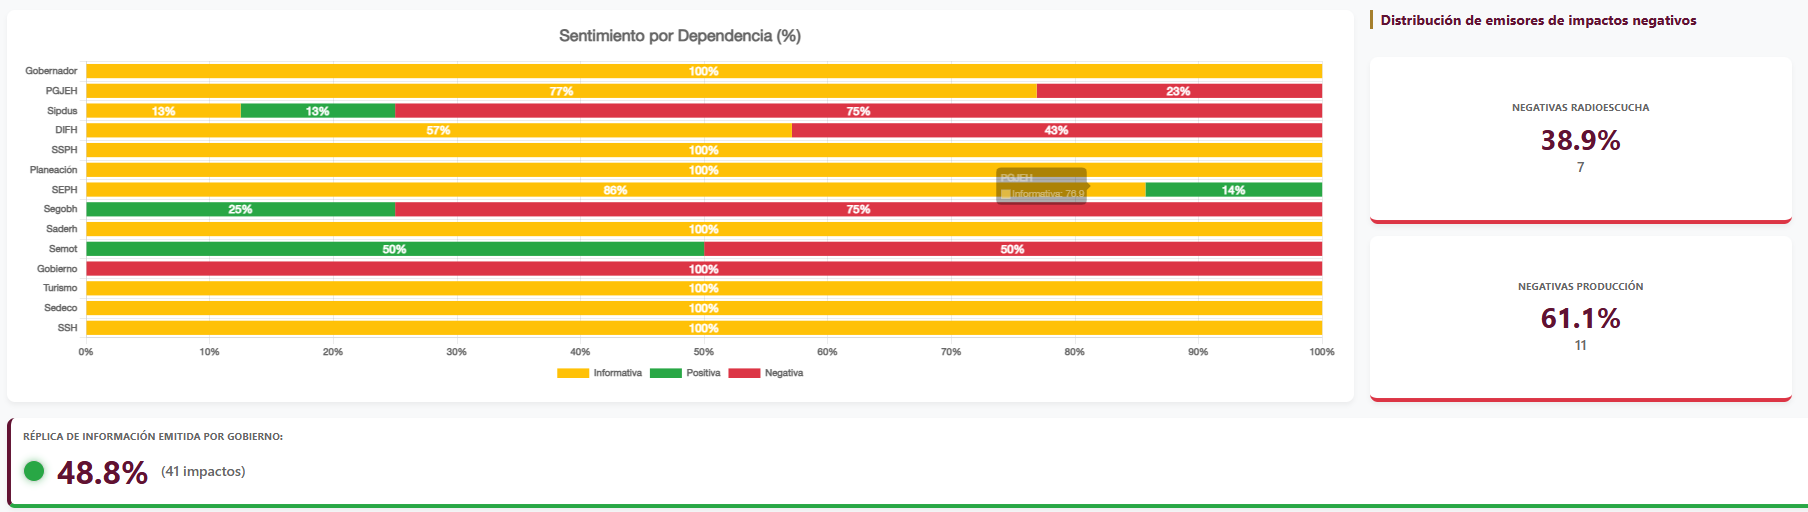 Sentimiento por Dependencia (%)
Gobernador 100%
PGJEH 77% 23%
Sipdus 13% 13% 75%
DIFH 57% 43%
SSPH 100%
Planeación 100%
PGJEH
Informativa: 76.9
SEPH 86% 14%
Segobh 25% 75%
Saderh 100%
Semot 50% 50%
Gobierno 100%
Turismo 100%
Sedeco 100%
SSH 100%
0% 10% 20% 30% 40% 50% 60% 70% 80% 90% 100%
Informativa Positiva Negativa
Distribución de emisores de impactos negativos
NEGATIVAS RADIOESCUCHA
38.9%
7
NEGATIVAS PRODUCCIÓN
61.1%
11
RÉPLICA DE INFORMACIÓN EMITIDA POR GOBIERNO:
48.8% (41 impactos)